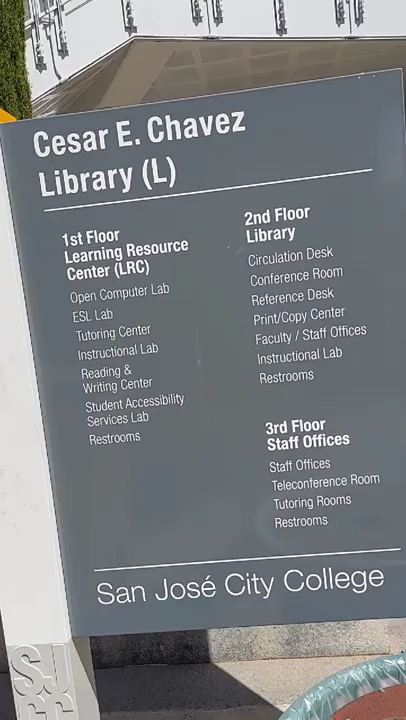 Cesar E. Chavez
Library (L)
1st Floor
Learning Resource
Center (LRC)
Open Computer Lab
ESL Lab
Tutoring Center
Instructional Lab
Reading &
Writing Center
Student Accessibility
Services Lab
Restrooms
2nd Floor
Library
Circulation Desk
Conference Room
Reference Desk
Print/Copy Center
Faculty / Staff Offices
Instructional Lab
Restrooms
3rd Floor
Staff Offices
Staff Offices
Teleconference Room
Tutoring Rooms
Restrooms
San José City College
SJ
CC